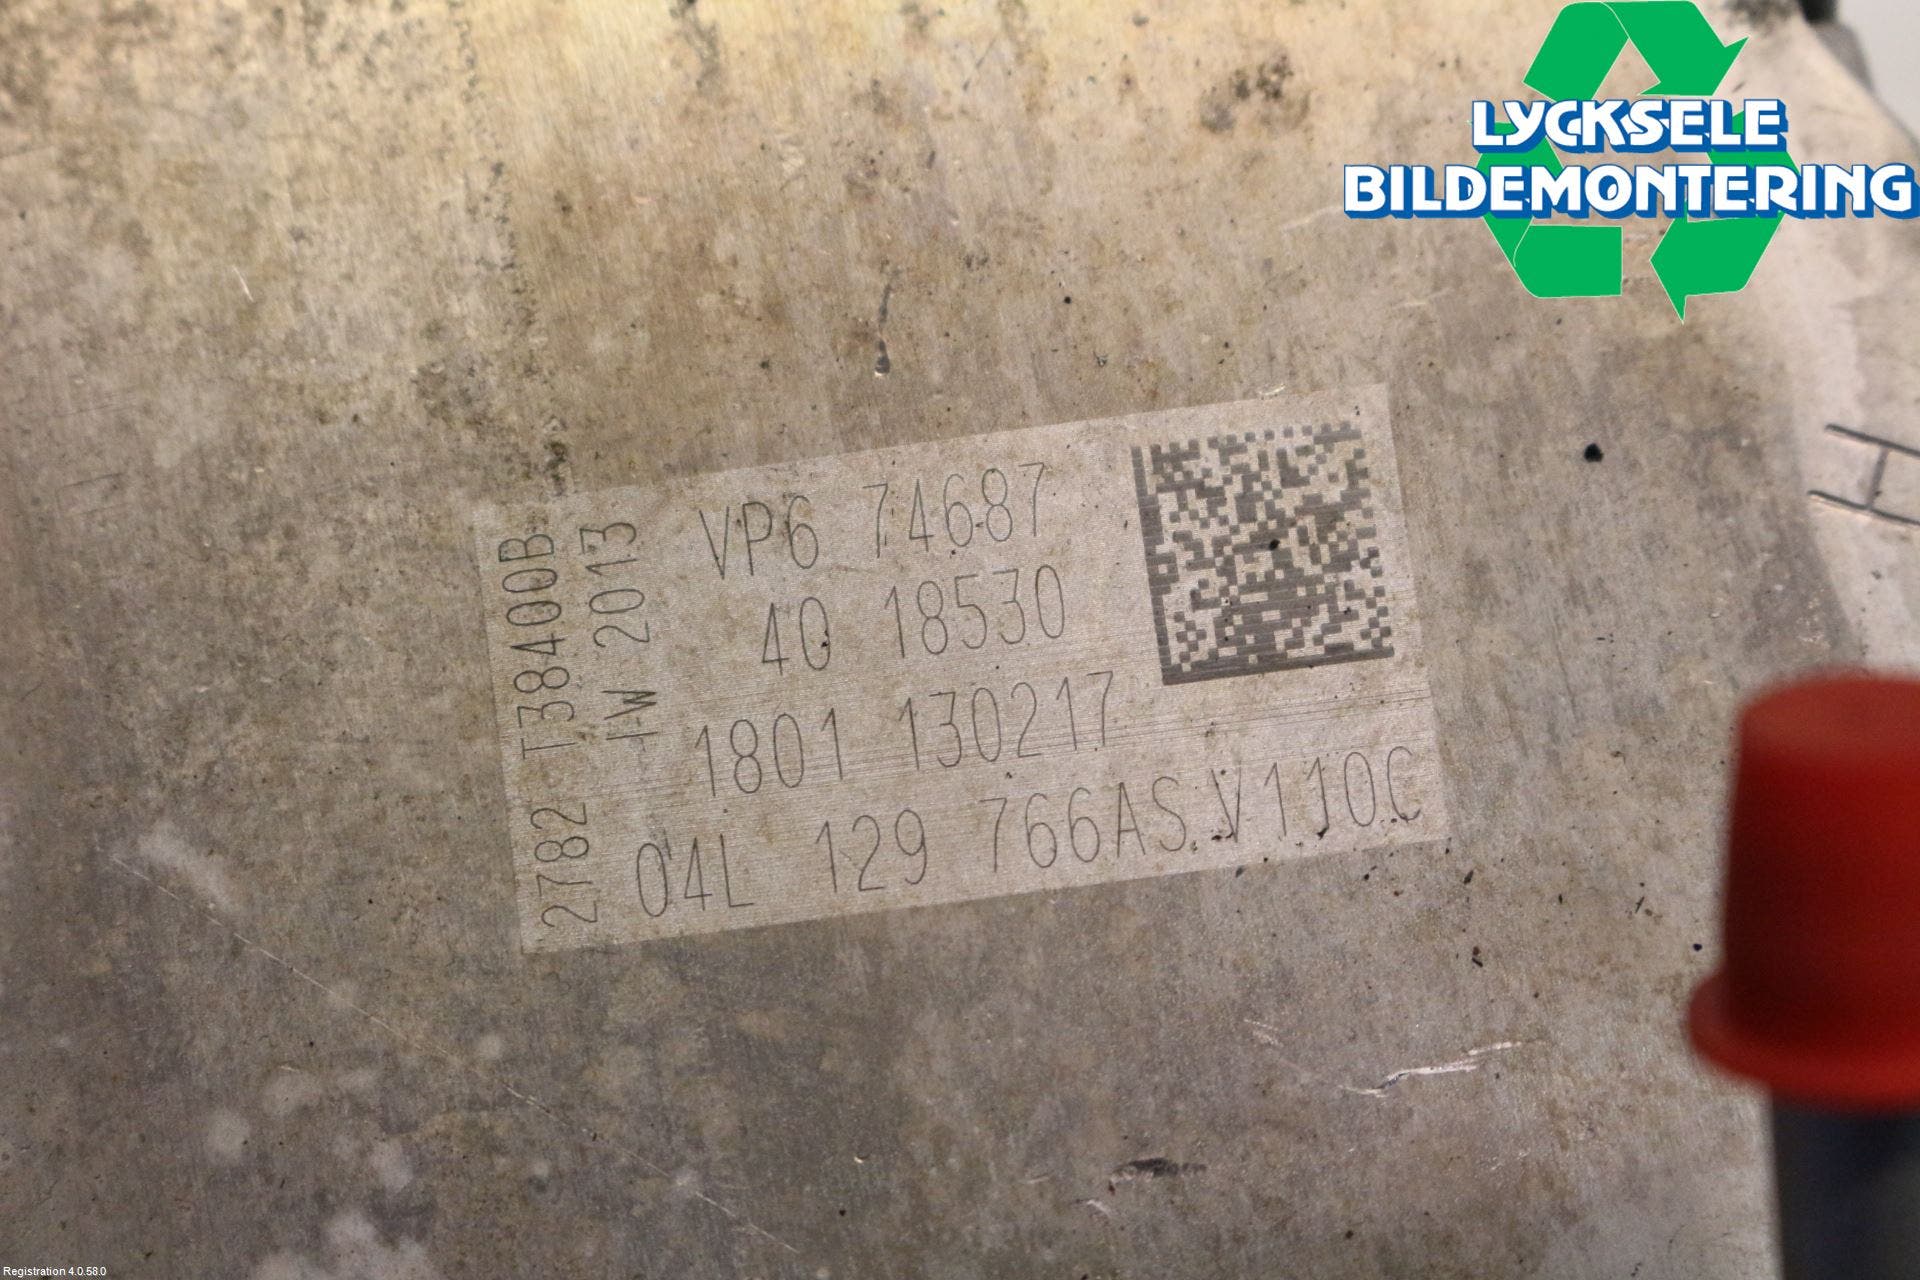 LYCKSELE
BILDEMONTERING
VP6 74687
40 18530
1801 130217
04L 129 766AS V110C
2782 T38400B
IW 2013
H
Registration 4.0.58.0